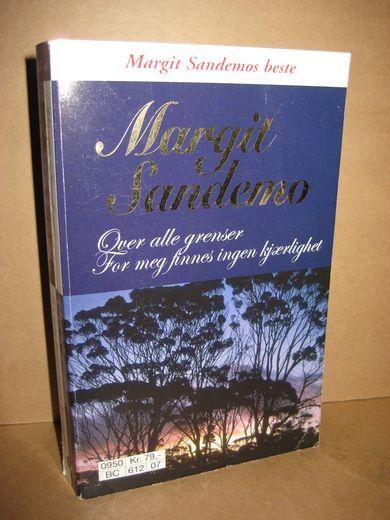 Margit Sandemos beste
Margit
Sandemo
Over alle grenser
For meg finnes ingen kjærlighet
0950 Kr. 79,-
BC 612 07